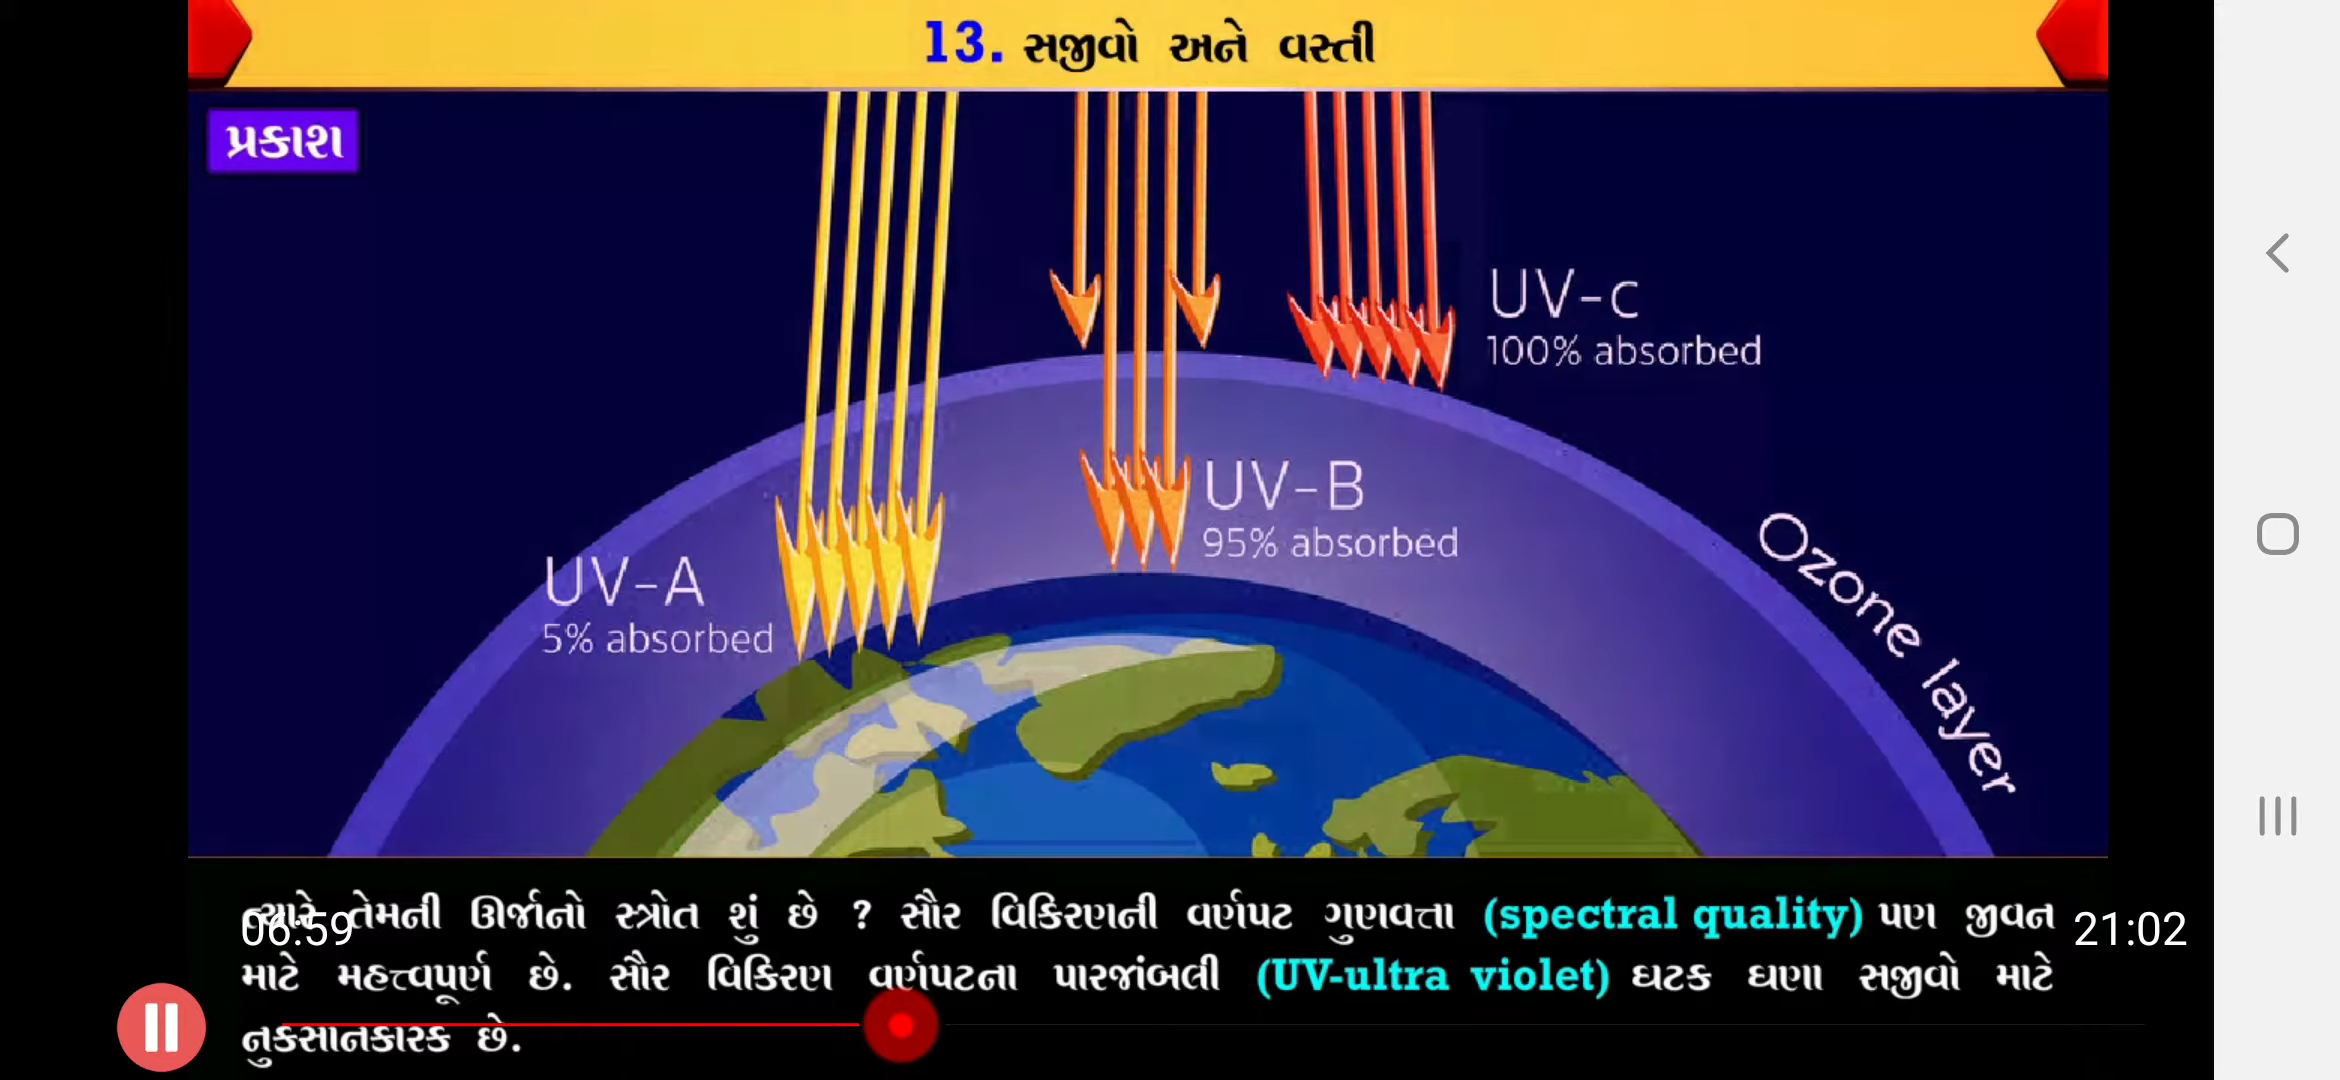 13. સજીવો અને વસ્તી
પ્રકાશ
UV-c
100% absorbed
UV-B
95% absorbed
UV-A
5% absorbed
Ozone layer
ત્યારે તેમની ઊર્જાનો સ્ત્રોત શું છે ? સૌર વિકિરણની વર્ણપટ ગુણવત્તા (spectral quality) પણ જીવન
06:59
21:02
માટે મહત્ત્વપૂર્ણ છે. સૌર વિકિરણ વર્ણપટના પારજાંબલી (UV-ultra violet) ઘટક ઘણા સજીવો માટે
નુકસાનકારક છે.